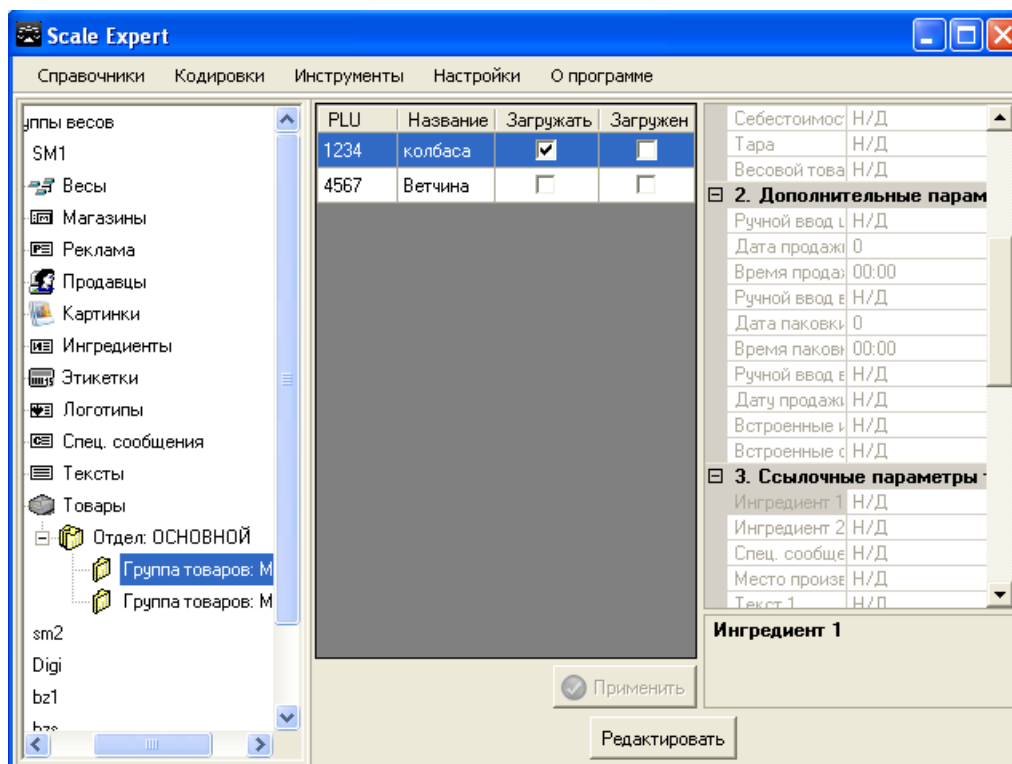 Scale Expert
Справочники Кодировки Инструменты Настройки О программе
уппы весов
SM1
Весы
Магазины
Реклама
Продавцы
Картинки
Ингредиенты
Этикетки
Логотипы
Спец. сообщения
Тексты
Товары
Отдел: ОСНОВНОЙ
Группа товаров: М
Группа товаров: М
sm2
Digi
bz1
bzs
PLU Название Загружать Загружен
1234 колбаса
4567 Ветчина
Применить
Редактировать
Себестоимос Н/Д
Тара Н/Д
Весовой това Н/Д
2. Дополнительные парам
Ручной ввод ц Н/Д
Дата продажи 0
Время продаж 00:00
Ручной ввод в Н/Д
Дата паковки 0
Время паковк 00:00
Ручной ввод в Н/Д
Дату продажи Н/Д
Встроенные и Н/Д
Встроенные с Н/Д
3. Ссылочные параметры т
Ингредиент 1 Н/Д
Ингредиент 2 Н/Д
Спец. сообще Н/Д
Место произв Н/Д
Текст 1 Н/Д
Ингредиент 1